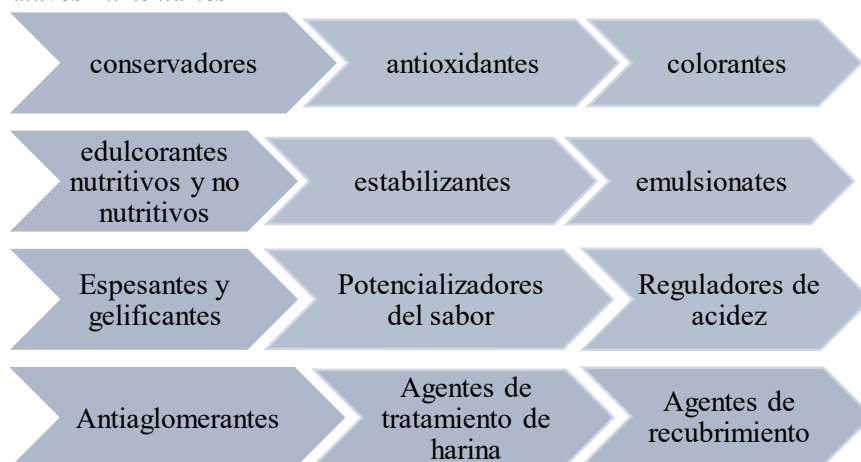 conservadores
antioxidantes
colorantes
edulcorantes
nutritivos y no
nutritivos
estabilizantes
emulsionates
Espesantes y
gelificantes
Potencializadores
del sabor
Reguladores de
acidez
Antiaglomerantes
Agentes de
tratamiento de
harina
Agentes de
recubrimiento